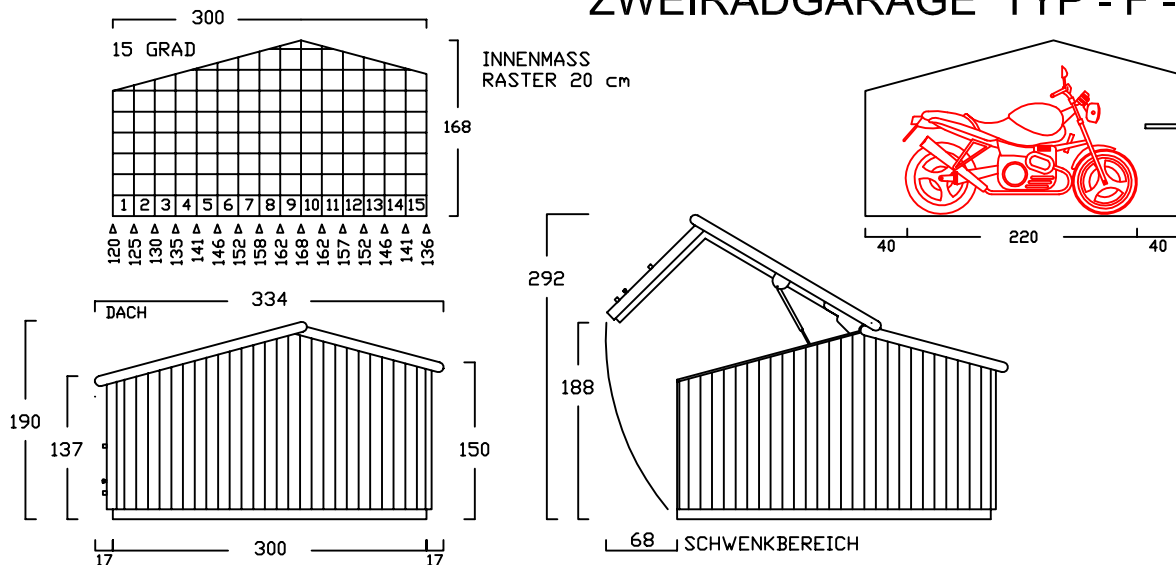 ZWEIRADGARAGE TYP - F -
300
15 GRAD
INNENMASS
RASTER 20 cm
168
1 2 3 4 5 6 7 8 9 10 11 12 13 14 15
120 125 130 135 141 146 152 158 162 168 162 157 152 146 141 136
40 220 40
334
DACH
190
137
150
17 300 17
292
188
68 SCHWENKBEREICH